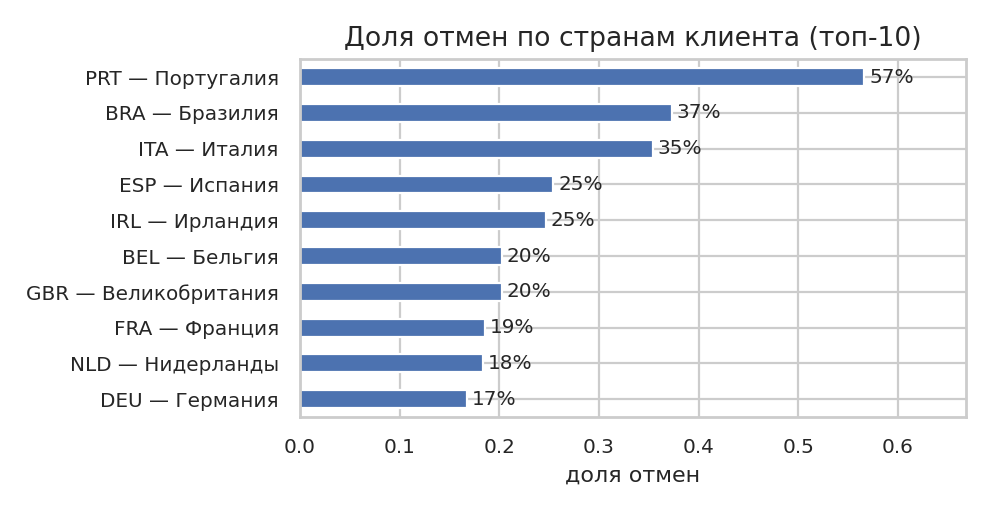 Доля отмен по странам клиента (топ-10)
PRT — Португалия 57%
BRA — Бразилия 37%
ITA — Италия 35%
ESP — Испания 25%
IRL — Ирландия 25%
BEL — Бельгия 20%
GBR — Великобритания 20%
FRA — Франция 19%
NLD — Нидерланды 18%
DEU — Германия 17%
0.0 0.1 0.2 0.3 0.4 0.5 0.6
доля отмен